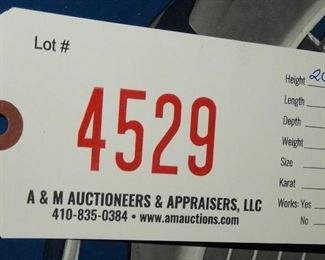 Lot #
4529
A & M AUCTIONEERS & APPRAISERS, LLC
410-835-0384 • www.amauctions.com
Height 20
Length
Depth
Weight
Size
Karat
Works: Yes
No